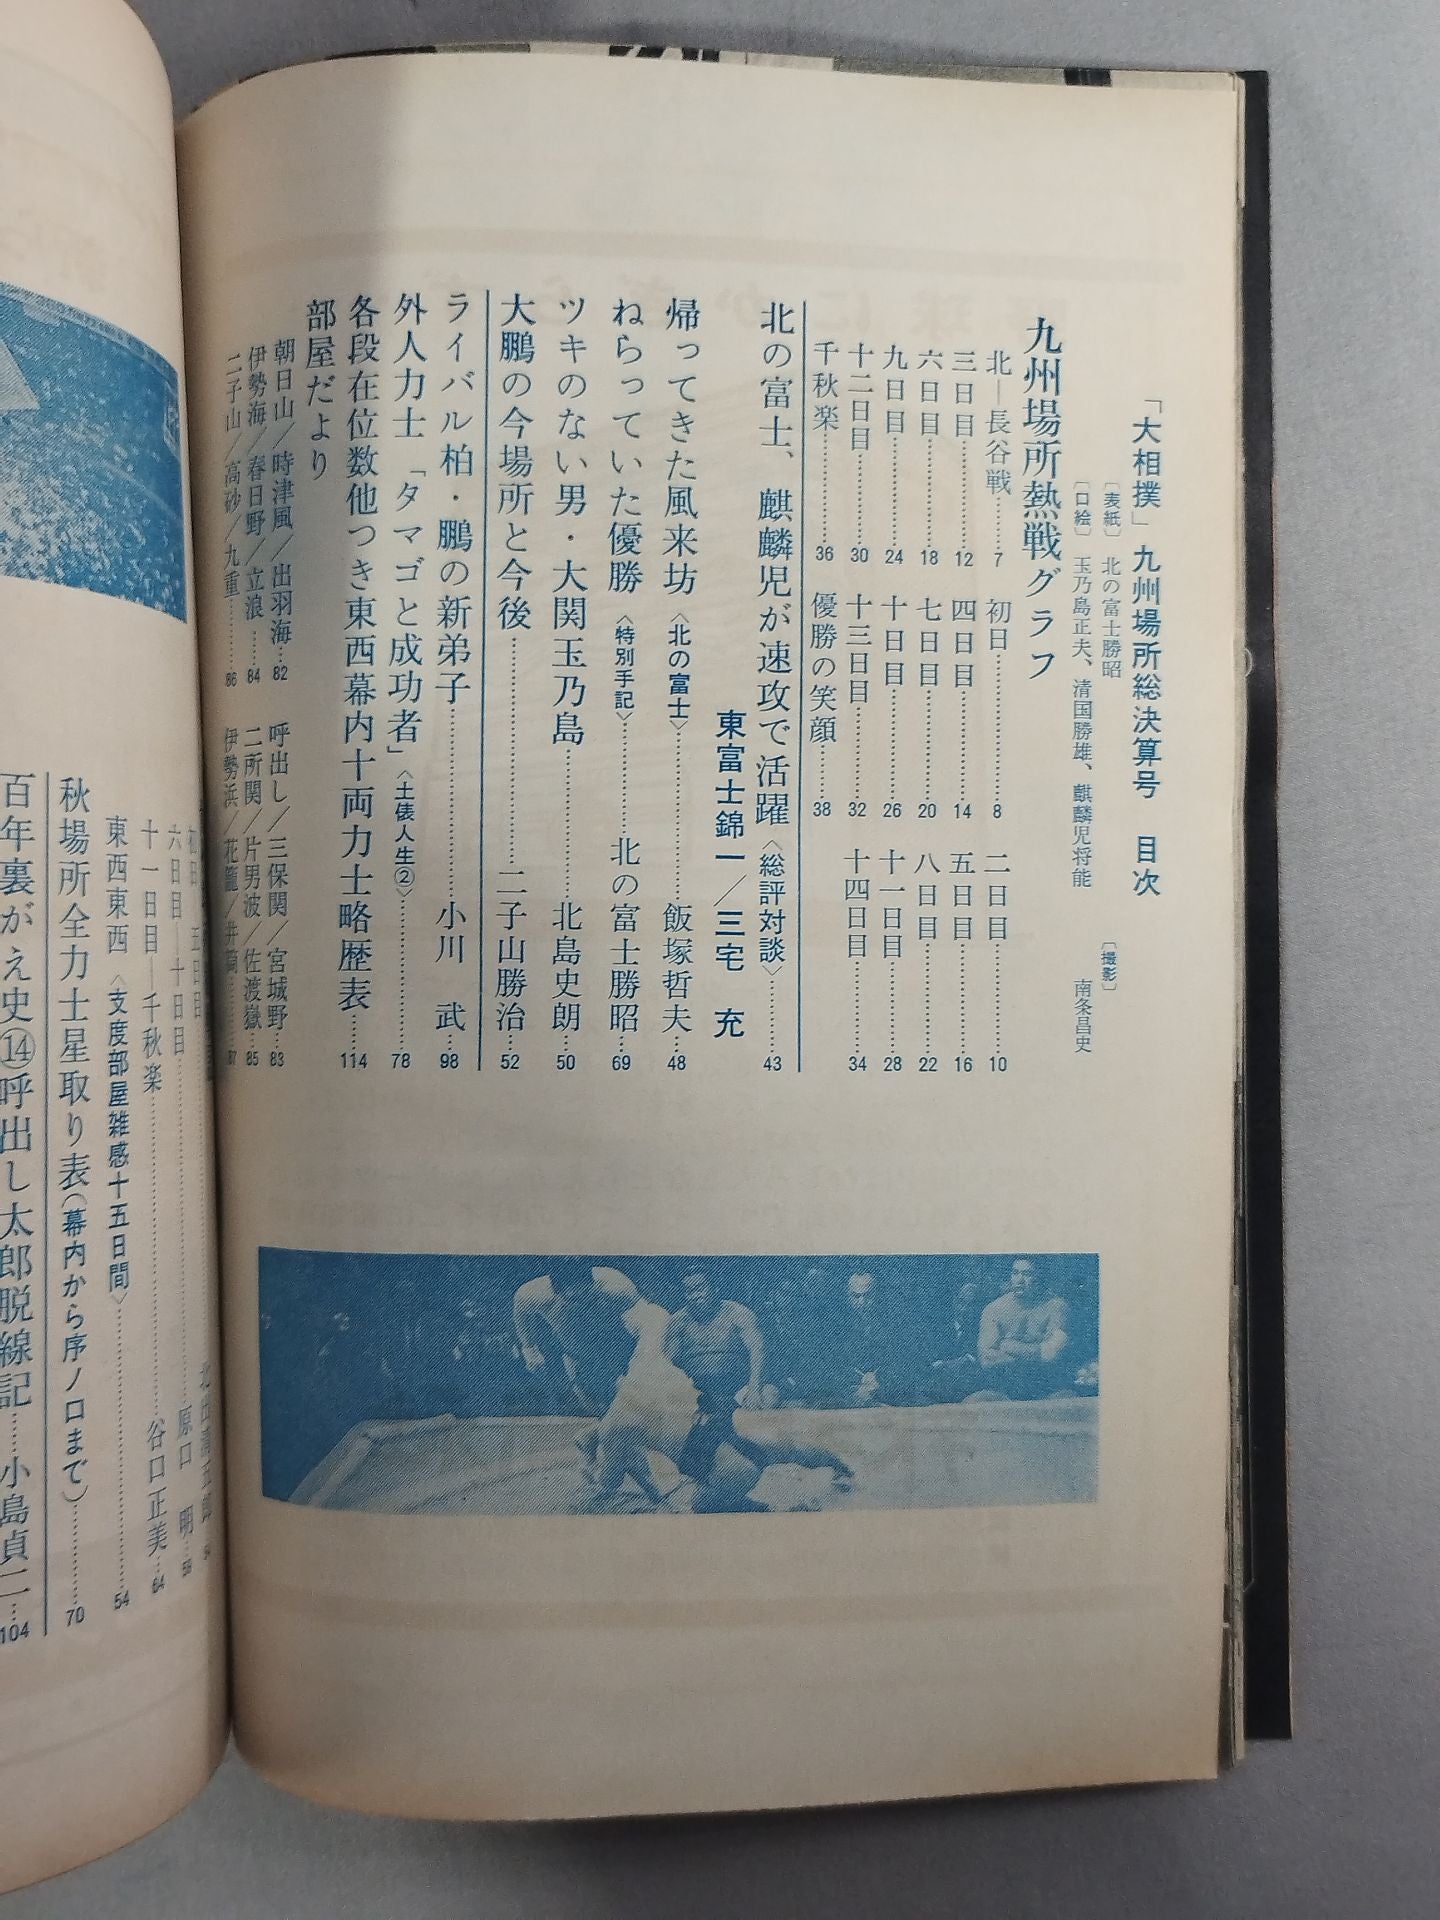 「大相撲」九州場所総決算号 目次
〔表紙〕 北の富士勝昭
〔口絵〕 玉乃島正夫、清国勝雄、麒麟児将能
〔撮影〕
南条昌史
九州場所熱戦グラフ
北―長谷戦……7 初日……8 二日目……10
三日目……12 四日目……14 五日目……16
六日目……18 七日目……20 八日目……22
九日目……24 十日目……26 十一日目……28
十二日目……30 十三日目……32 十四日目……34
千秋楽……36 優勝の笑顔……38
北の富士、麒麟児が速攻で活躍〈総評対談〉……43
東富士錦一/三宅 充
帰ってきた風来坊〈北の富士〉……飯塚哲夫…48
ねらっていた優勝〈特別手記〉……北の富士勝昭…69
ツキのない男・大関玉乃島……北島史朗…50
大鵬の今場所と今後……二子山勝治…52
ライバル柏・鵬の新弟子……小川 武…98
外人力士「タマゴと成功者」〈土俵人生②〉……78
各段在位数他つき東西幕内十両力士略歴表……114
部屋だより
朝日山/時津風/出羽海…82 呼出し/三保関/宮城野…83
伊勢海/春日野/立浪……84 二所関/片男波/佐渡嶽…85
二子山/高砂/九重……86 伊勢浜/花籠/井筒……87
初日―五日目
六日目―十日目……原口 明…58
十一日目―千秋楽……谷口正美…64
東西東西〈支度部屋雑感十五日間〉……54
秋場所全力士星取り表(幕内から序ノ口まで)……70
百年裏がえ史⑭呼出し太郎脱線記……小島貞二…104